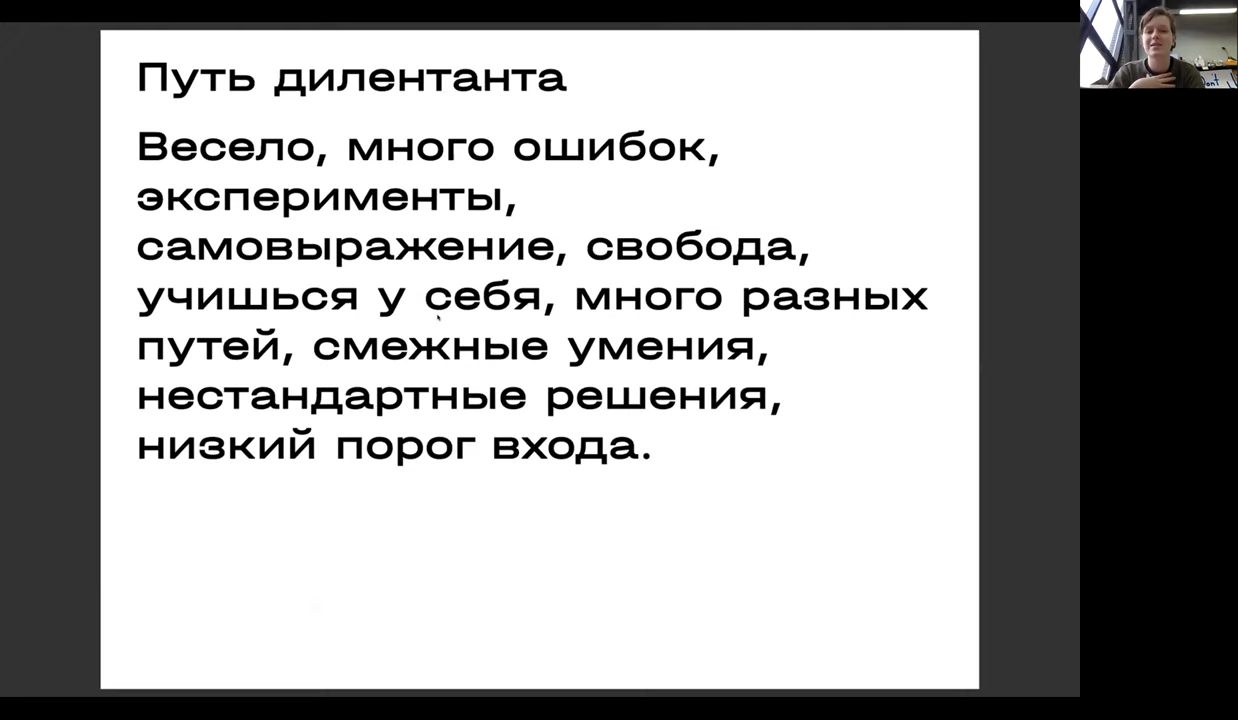 Путь дилентанта
Весело, много ошибок,
эксперименты,
самовыражение, свобода,
учишься у себя, много разных
путей, смежные умения,
нестандартные решения,
низкий порог входа.